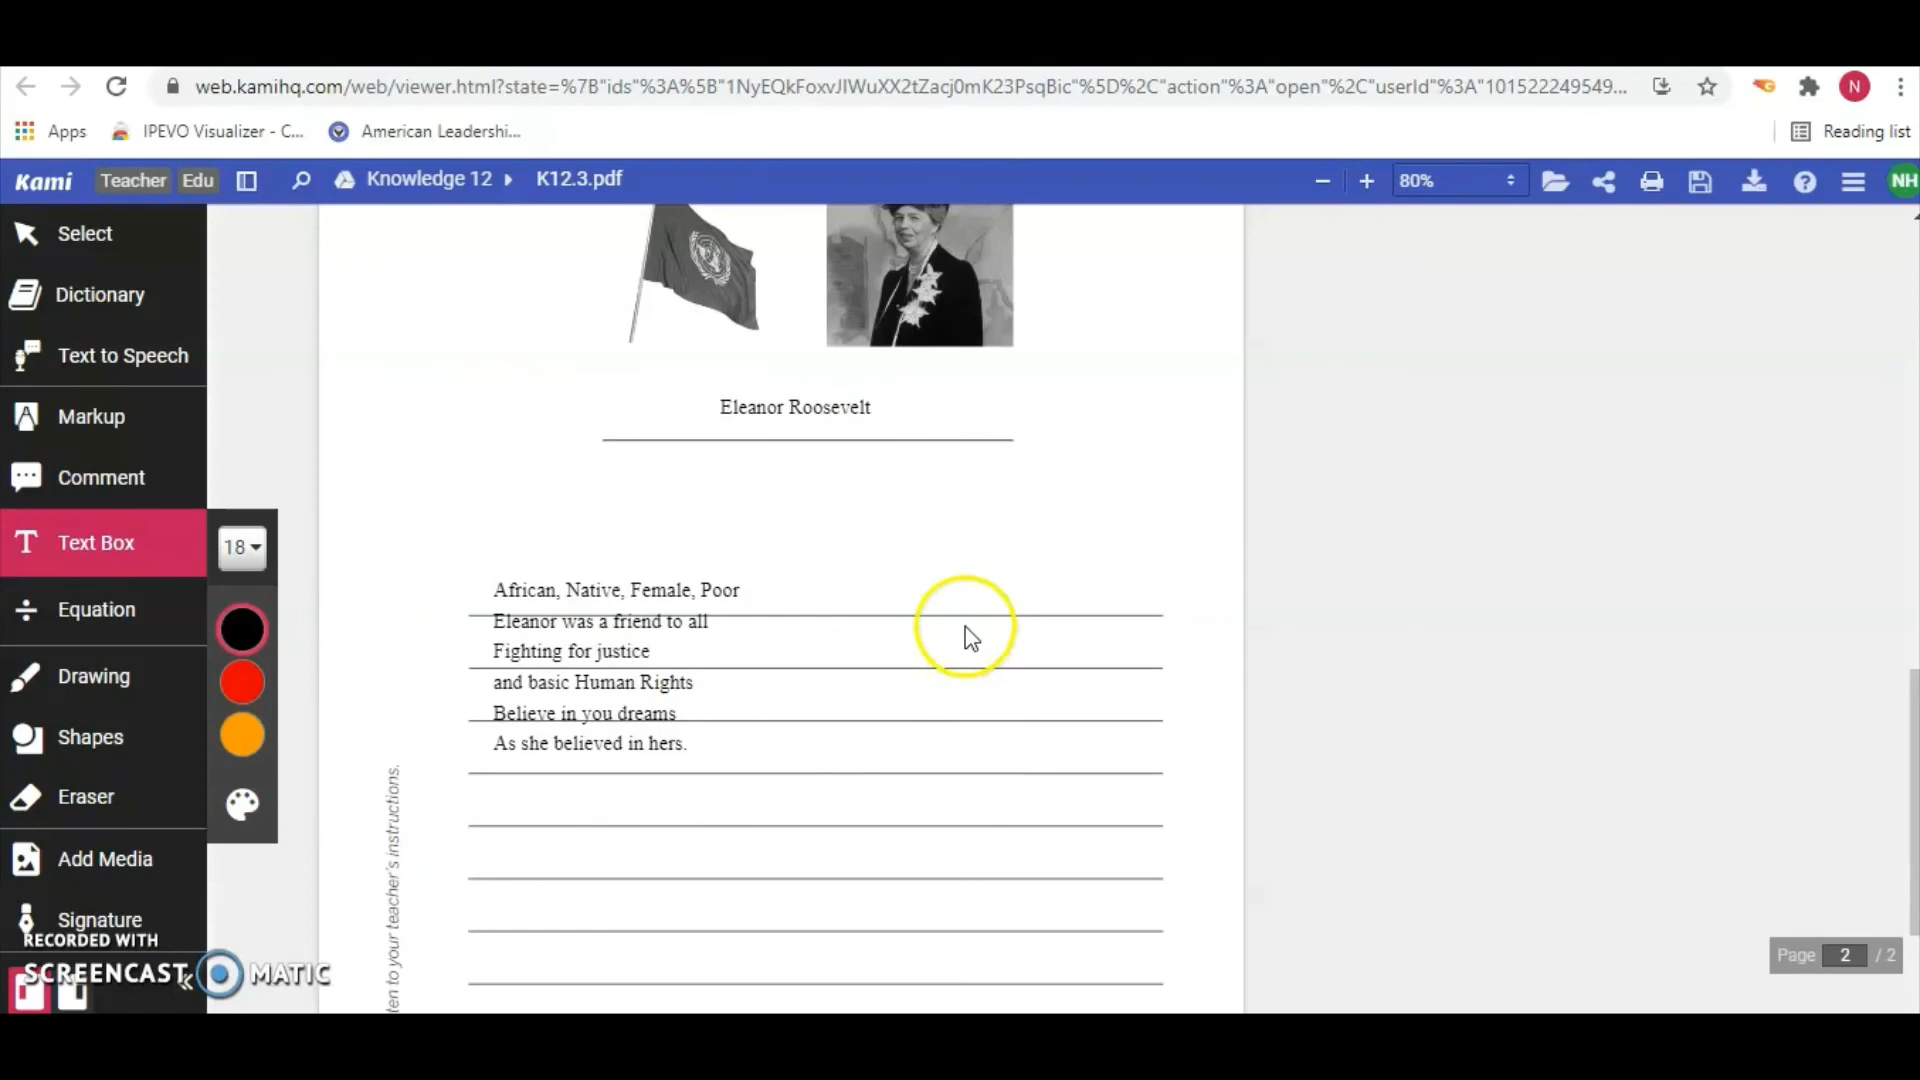 web.kamihq.com/web/viewer.html?state=%7B"ids"%3A%5B"1NyEQkFoxvJlWuXX2tZacj0mK23PsqBic"%5D%2C"action"%3A"open"%2C"userId"%3A"101522249549...
N
Apps
IPEVO Visualizer - C...
American Leadershi...
Reading list
Kami
Teacher
Edu
Knowledge 12
K12.3.pdf
80%
NH
Select
Dictionary
Text to Speech
Markup
Comment
Text Box
18
Equation
Drawing
Shapes
Eraser
Add Media
Signature
Eleanor Roosevelt
African, Native, Female, Poor
Eleanor was a friend to all
Fighting for justice
and basic Human Rights
Believe in you dreams
As she believed in hers.
ten to your teacher's instructions.
RECORDED WITH
SCREENCAST MATIC
Page 2 / 2